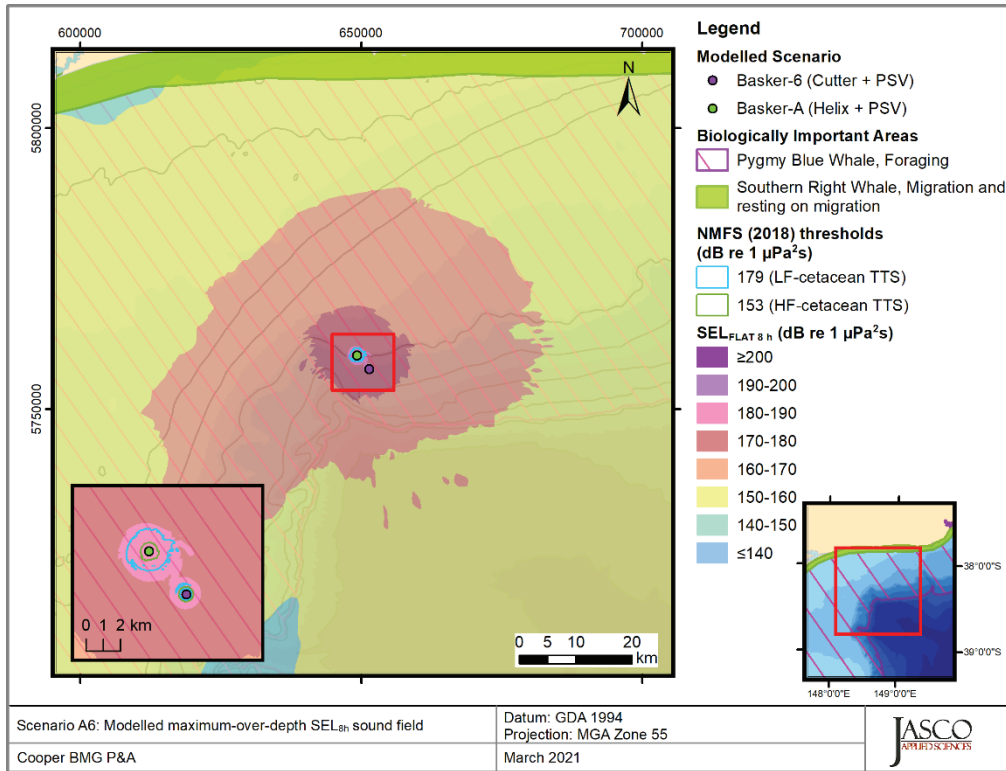 600000
650000
700000
5800000
5750000
N
0 1 2 km
0 5 10 20
km
Legend
Modelled Scenario
Basker-6 (Cutter + PSV)
Basker-A (Helix + PSV)
Biologically Important Areas
Pygmy Blue Whale, Foraging
Southern Right Whale, Migration and
resting on migration
NMFS (2018) thresholds
(dB re 1 µPa²s)
179 (LF-cetacean TTS)
153 (HF-cetacean TTS)
SEL FLAT 8 h (dB re 1 µPa²s)
≥200
190-200
180-190
170-180
160-170
150-160
140-150
≤140
38°0'0"S
39°0'0"S
148°0'0"E
149°0'0"E
Scenario A6: Modelled maximum-over-depth SEL8h sound field
Datum: GDA 1994
Projection: MGA Zone 55
Cooper BMG P&A
March 2021
JASCO
APPLIED SCIENCES